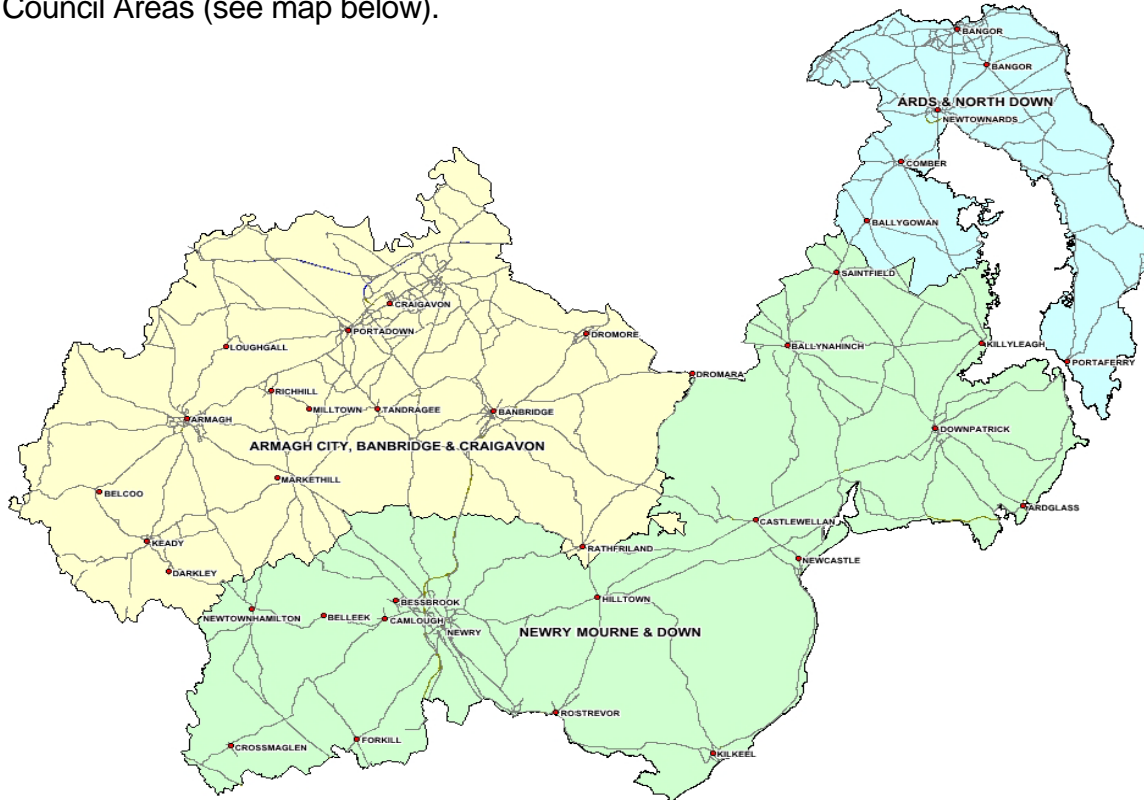 Council Areas (see map below).
BANGOR
BANGOR
ARDS & NORTH DOWN
NEWTOWNARDS
COMBER
BALLYGOWAN
SAINTFIELD
CRAIGAVON
PORTADOWN
DROMORE
LOUGHGALL
BALLYNAHINCH
KILLYLEAGH
PORTAFERRY
DROMARA
RICHHILL
MILLTOWN
TANDRAGEE
BANBRIDGE
ARMAGH
DOWNPATRICK
ARMAGH CITY, BANBRIDGE & CRAIGAVON
MARKETHILL
BELCOO
ARDGLASS
CASTLEWELLAN
KEADY
RATHFRILAND
NEWCASTLE
DARKLEY
HILLTOWN
BESSBROOK
NEWTOWNHAMILTON
BELLEEK
CAMLOUGH
NEWRY
NEWRY MOURNE & DOWN
ROSTREVOR
FORKILL
CROSSMAGLEN
KILKEEL